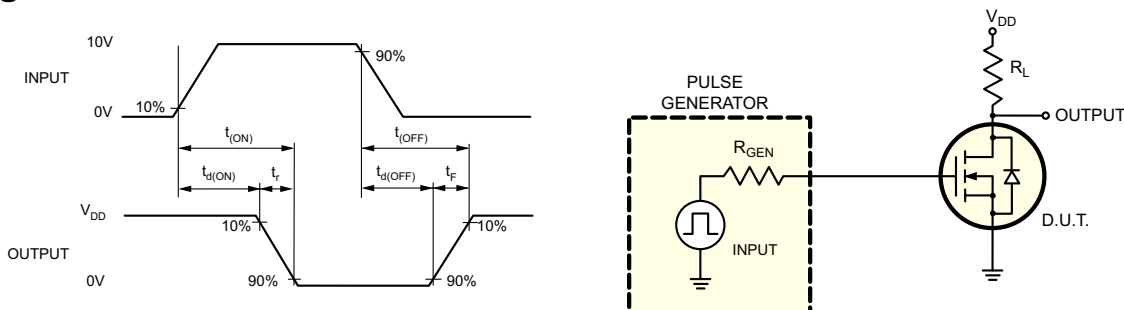 10V
INPUT
0V
10%
90%
t(ON)
t(OFF)
td(ON)
tr
td(OFF)
tF
VDD
OUTPUT
0V
10%
90%
10%
90%
VDD
RL
OUTPUT
PULSE
GENERATOR
RGEN
INPUT
D.U.T.